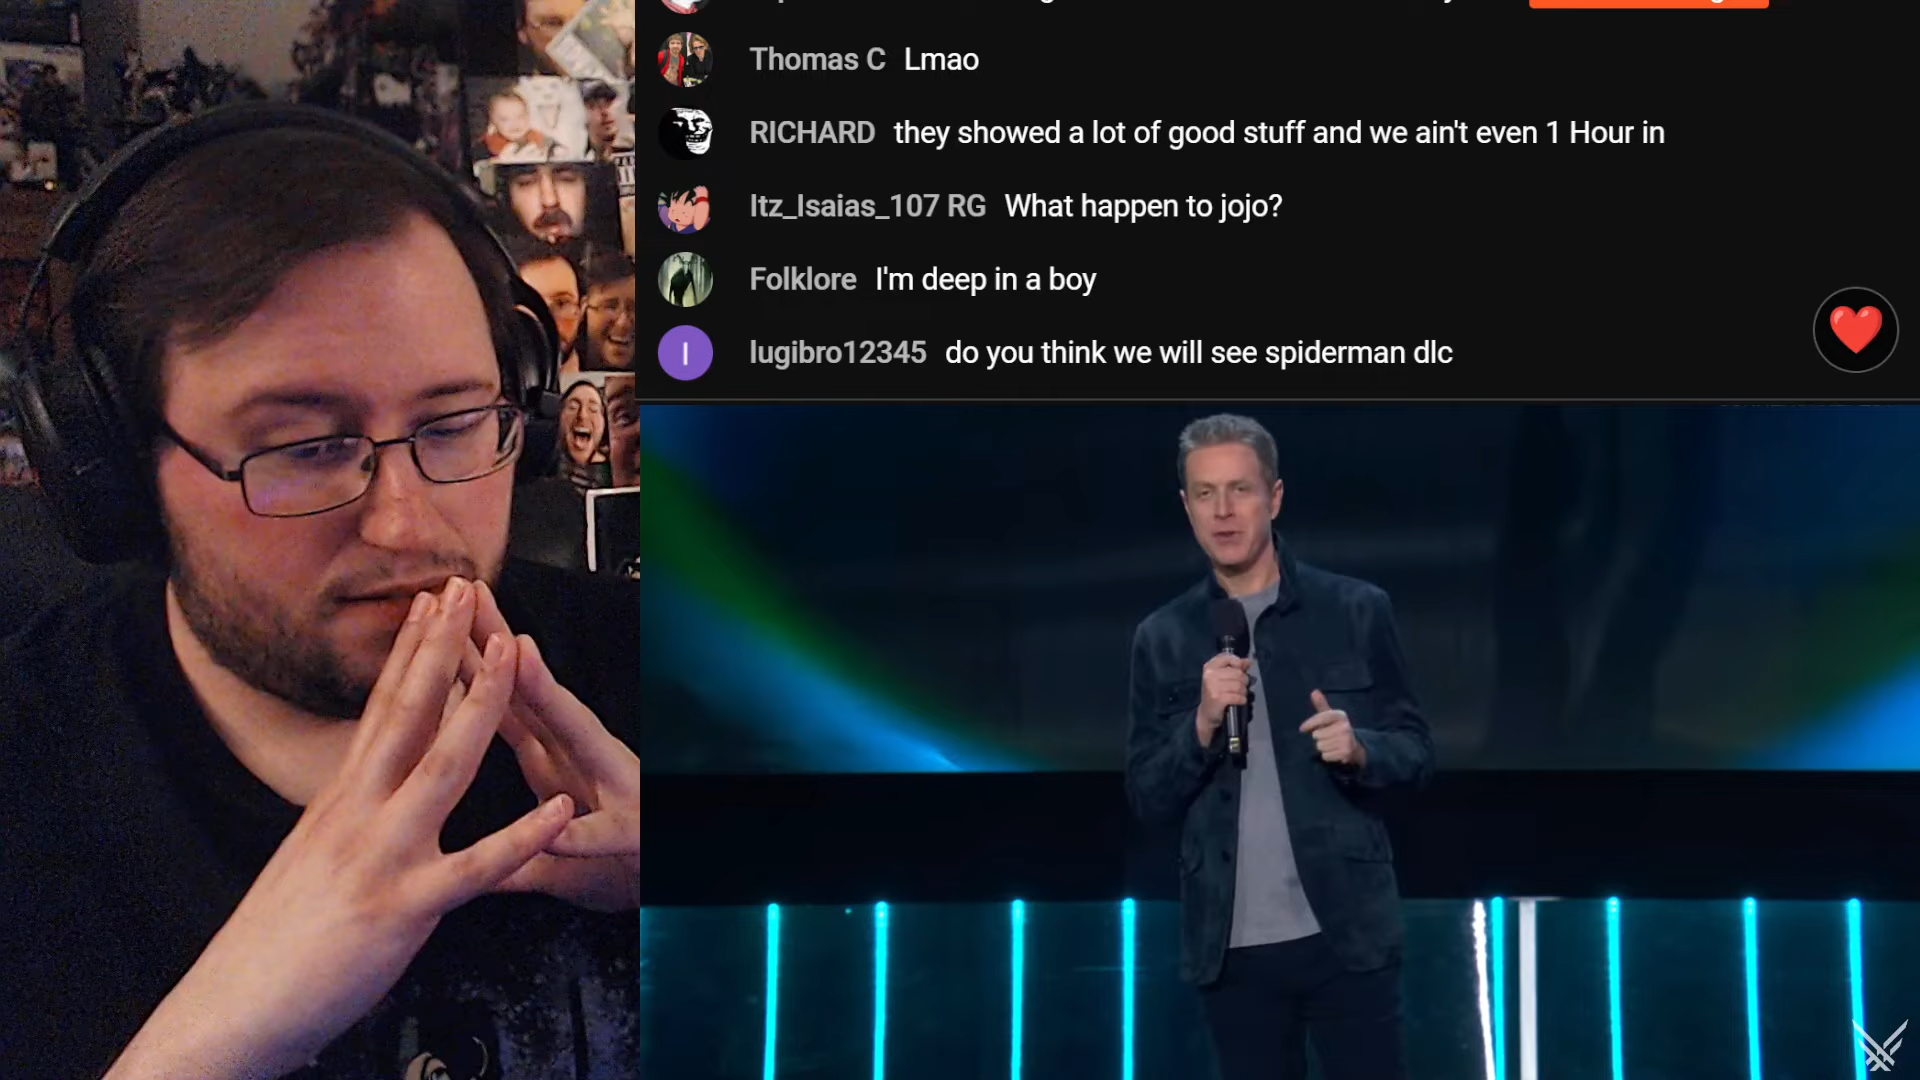 Thomas C Lmao
RICHARD they showed a lot of good stuff and we ain't even 1 Hour in
Itz_Isaias_107 RG What happen to jojo?
Folklore I'm deep in a boy
I lugibro12345 do you think we will see spiderman dlc